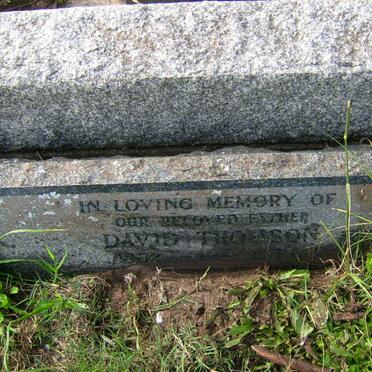 IN LOVING MEMORY OF
OUR BELOVED FATHER
DAVID THOMSON